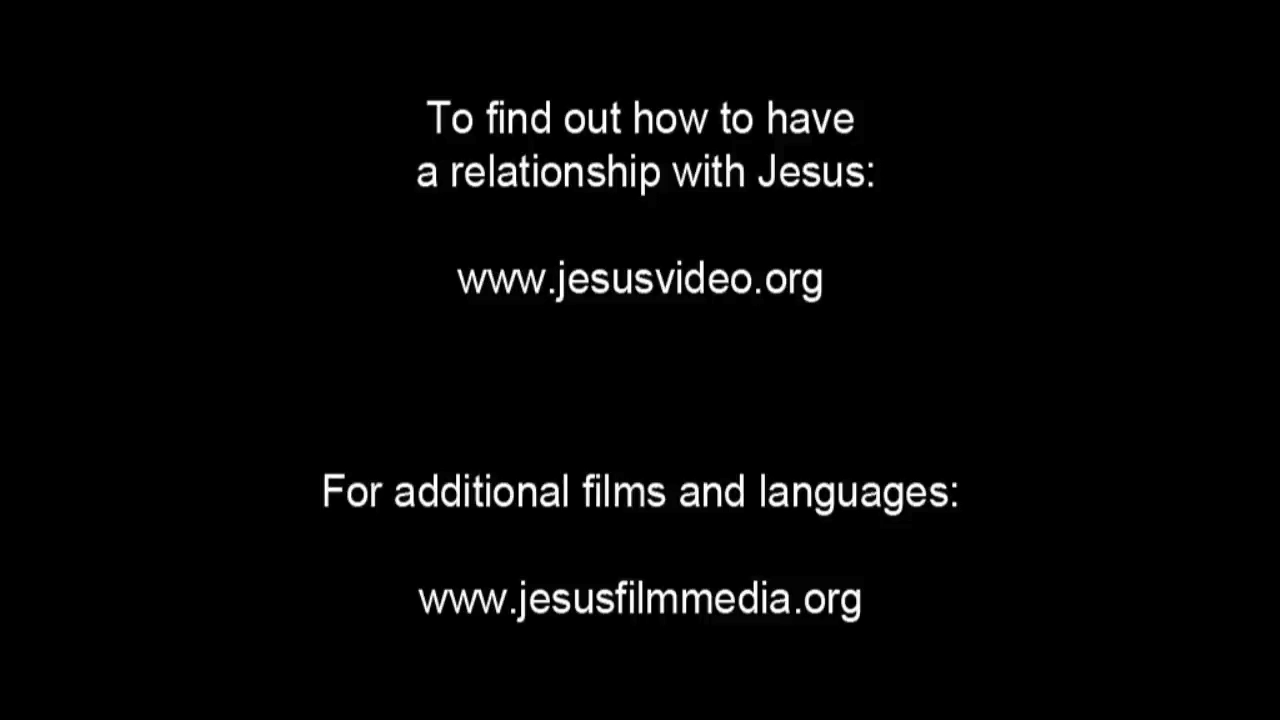 To find out how to have
a relationship with Jesus:
www.jesusvideo.org
For additional films and languages:
www.jesusfilmmedia.org